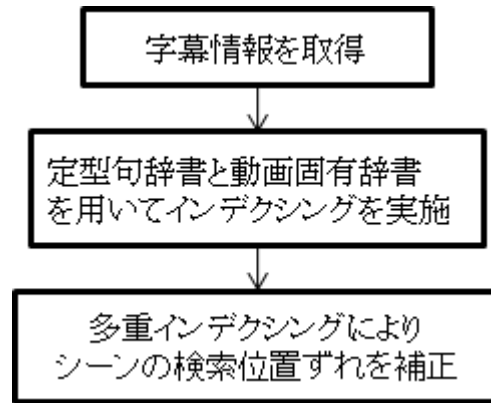 字幕情報を取得
定型句辞書と動画固有辞書
を用いてインデクシングを実施
多重インデクシングにより
シーンの検索位置ずれを補正